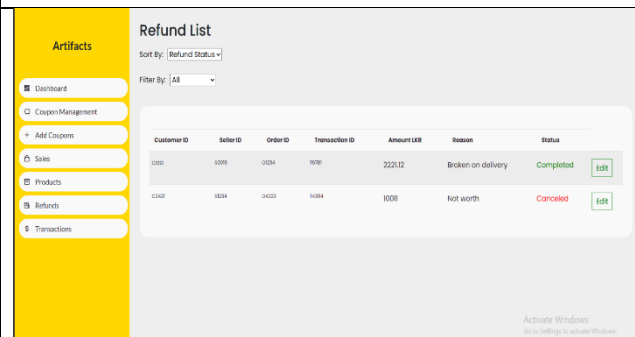 Artifacts
Dashboard
Coupon Management
Add Coupons
Sales
Products
Refunds
Transactions
Refund List
Sort By: Refund Status
Filter By: All
Customer ID Seller ID Order ID Transaction ID Amount LKR Reason Status
2221.12 Broken on delivery Completed Edit
Not worth Canceled Edit
Activate Windows
Go to Settings to activate Windows.